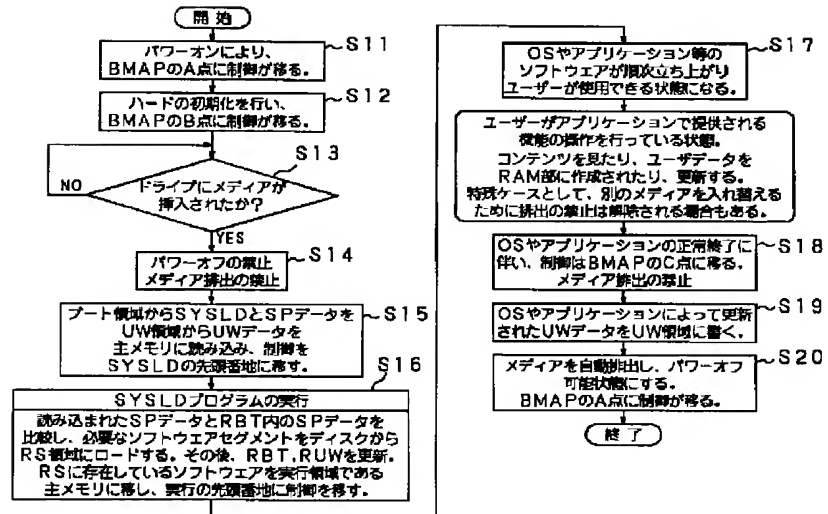 開始
パワーオンにより、
BMAPのA点に制御が移る。
S11
ハードの初期化を行い、
BMAPのB点に制御が移る。
S12
S13
NO
ドライブにメディアが
挿入されたか？
YES
S14
パワーオフの禁止
メディア排出の禁止
ブート領域からSYSLDとSPデータを
UW領域からUWデータを
主メモリに読み込み、制御を
SYSLDの先頭番地に移す。
S15
S16
SYSLDプログラムの実行
読み込まれたSPデータとRBT内のSPデータを
比較し、必要なソフトウェアセグメントをディスクから
RS領域にロードする。その後、RBT,RUWを更新。
RSに存在しているソフトウェアを実行領域である
主メモリに移し、実行の先頭番地に制御を移す。
S17
OSやアプリケーション等の
ソフトウェアが順次立ち上がり
ユーザーが使用できる状態になる。
ユーザーがアプリケーションで提供される
機能の操作を行っている状態。
コンテンツを見たり、ユーザデータを
RAM部に作成されたり、更新する。
特殊ケースとして、別のメディアを入れ替える
ために排出の禁止は解除される場合もある。
OSやアプリケーションの正常終了に
伴い、制御はBMAPのC点に移る。
メディア排出の禁止
S18
OSやアプリケーションによって更新
されたUWデータをUW領域に書く。
S19
メディアを自動排出し、パワーオフ
可能状態にする。
BMAPのA点に制御が移る。
S20
終了